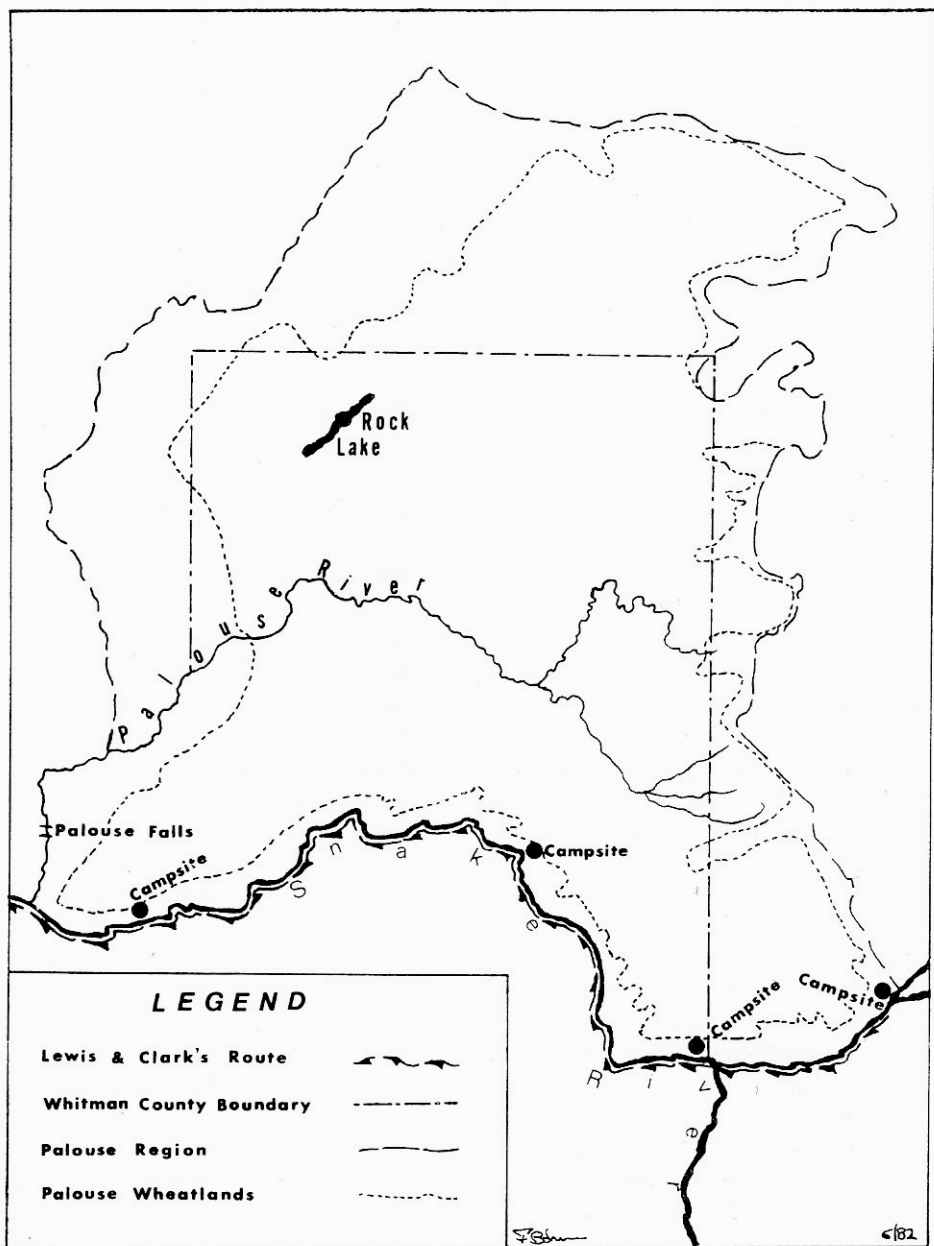 Rock
Lake
Palouse River
Palouse Falls
Campsite
Snake River
Campsite
Campsite
Campsite
LEGEND
Lewis & Clark's Route
Whitman County Boundary
Palouse Region
Palouse Wheatlands
6/82